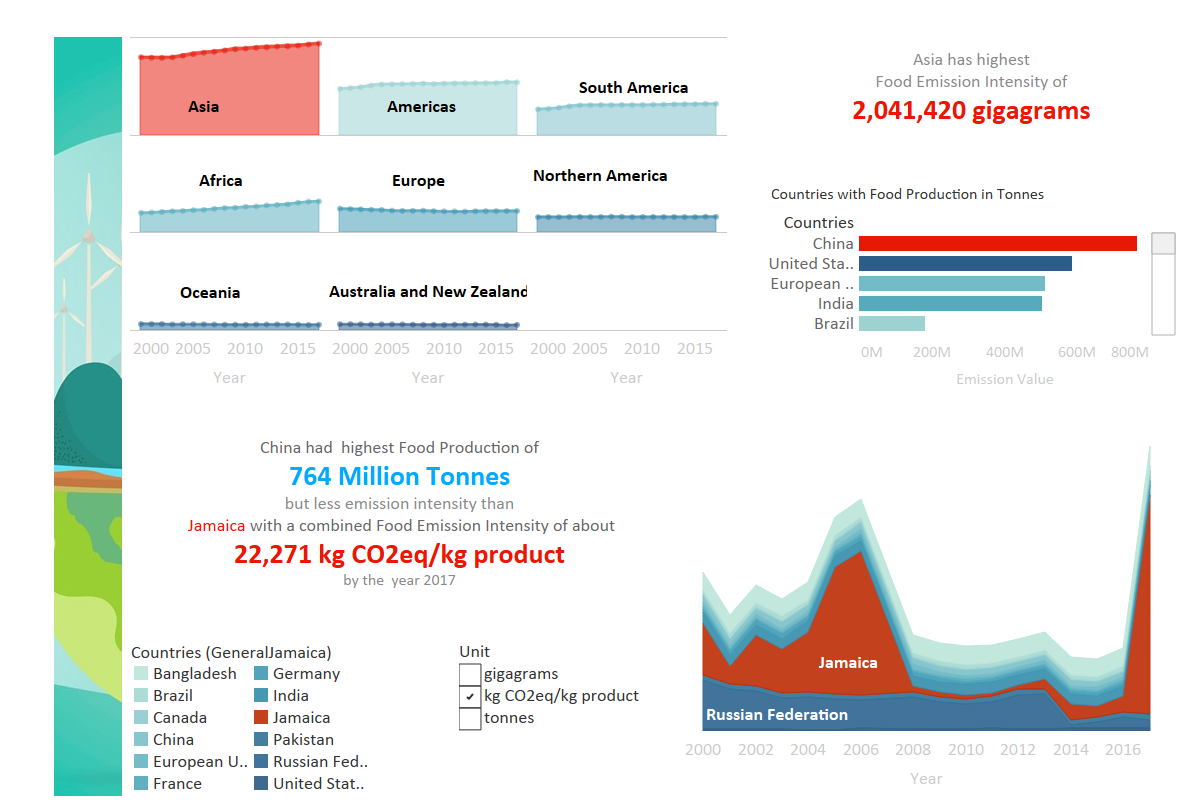 Asia
Americas
South America
Africa
Europe
Northern America
Oceania
Australia and New Zealand
2000 2005 2010 2015 2000 2005 2010 2015 2000 2005 2010 2015
Year Year Year
Asia has highest
Food Emission Intensity of
2,041,420 gigagrams
Countries with Food Production in Tonnes
Countries
China
United Sta..
European ..
India
Brazil
0M 200M 400M 600M 800M
Emission Value
China had  highest Food Production of
764 Million Tonnes
but less emission intensity than
Jamaica with a combined Food Emission Intensity of about
22,271 kg CO2eq/kg product
by the  year 2017
Countries (GeneralJamaica)
Bangladesh
Brazil
Canada
China
European U..
France
Germany
India
Jamaica
Pakistan
Russian Fed..
United Stat..
Unit
gigagrams
kg CO2eq/kg product
tonnes
Jamaica
Russian Federation
2000 2002 2004 2006 2008 2010 2012 2014 2016
Year